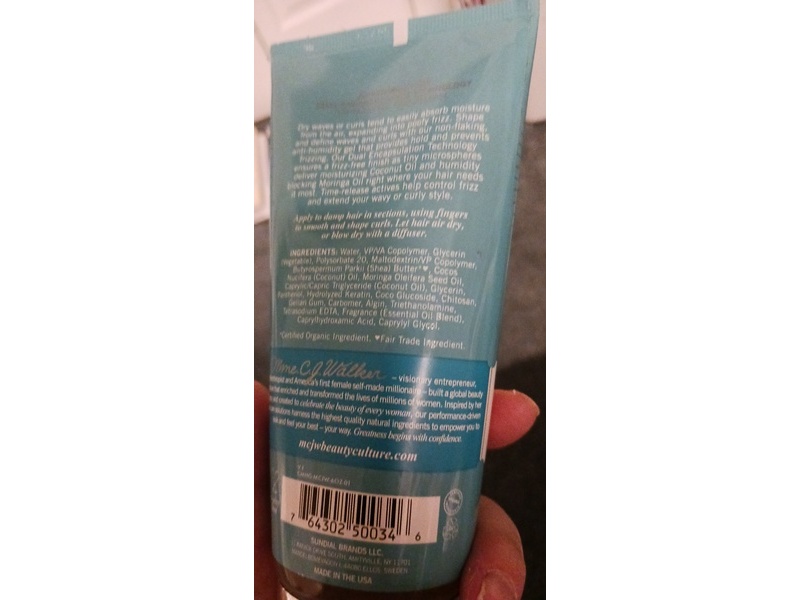 Dry waves or curls tend to easily absorb moisture
from the air, expanding into poofy frizz. Shape
and define waves and curls with our non-flaking,
anti-humidity gel that provides hold and prevents
frizzing. Our Dual Encapsulation Technology
ensures a frizz-free finish as tiny microspheres
deliver moisturizing Coconut Oil and humidity
blocking Moringa Oil right where your hair needs
it most. Time-release actives help control frizz
and extend your wavy or curly style.
Apply to damp hair in sections, using fingers
to smooth and shape curls. Let hair air dry,
or blow dry with a diffuser.
INGREDIENTS: Water, VP/VA Copolymer, Glycerin
(vegetable), Polysorbate 20, Maltodextrin/VP Copolymer,
Butyrospermum Parkii (Shea) Butter*♥, Cocos
Nucifera (Coconut) Oil, Moringa Oleifera Seed Oil,
Caprylic/Capric Triglyceride (Coconut Oil), Glycerin,
Panthenol, Hydrolyzed Keratin, Coco Glucoside, Chitosan,
Gellan Gum, Carbomer, Algin, Triethanolamine,
Tetrasodium EDTA, Fragrance (Essential Oil Blend),
Caprylhydroxamic Acid, Caprylyl Glycol.
*Certified Organic Ingredient. ♥Fair Trade Ingredient.
Mme. C.J. Walker – visionary entrepreneur,
and America's first female self-made millionaire – built a global beauty
that enriched and transformed the lives of millions of women. Inspired by her
and created to celebrate the beauty of every woman, our performance-driven
harness the highest quality natural ingredients to empower you to
and feel your best – your way. Greatness begins with confidence.
mcjwbeautyculture.com
7 64302 50034 6
SUNDIAL BRANDS LLC.
DRIVE SOUTH, AMITYVILLE, NY 11701
SWEDEN
MADE IN THE USA